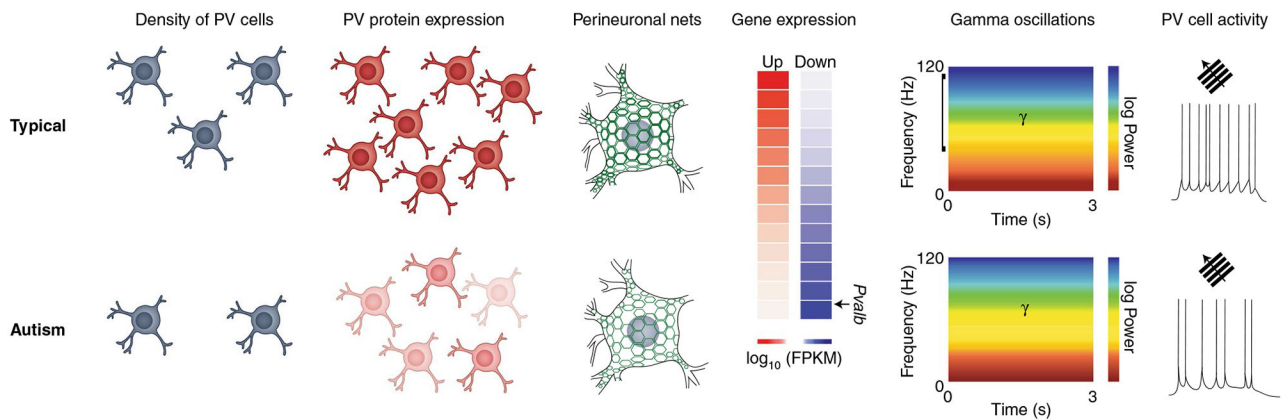 Density of PV cells
PV protein expression
Perineuronal nets
Gene expression
Gamma oscillations
PV cell activity
Typical
Up
Down
Pvalb
log10 (FPKM)
120
Frequency (Hz)
0
γ
log Power
0
3
Time (s)
Autism
120
Frequency (Hz)
0
γ
log Power
0
3
Time (s)